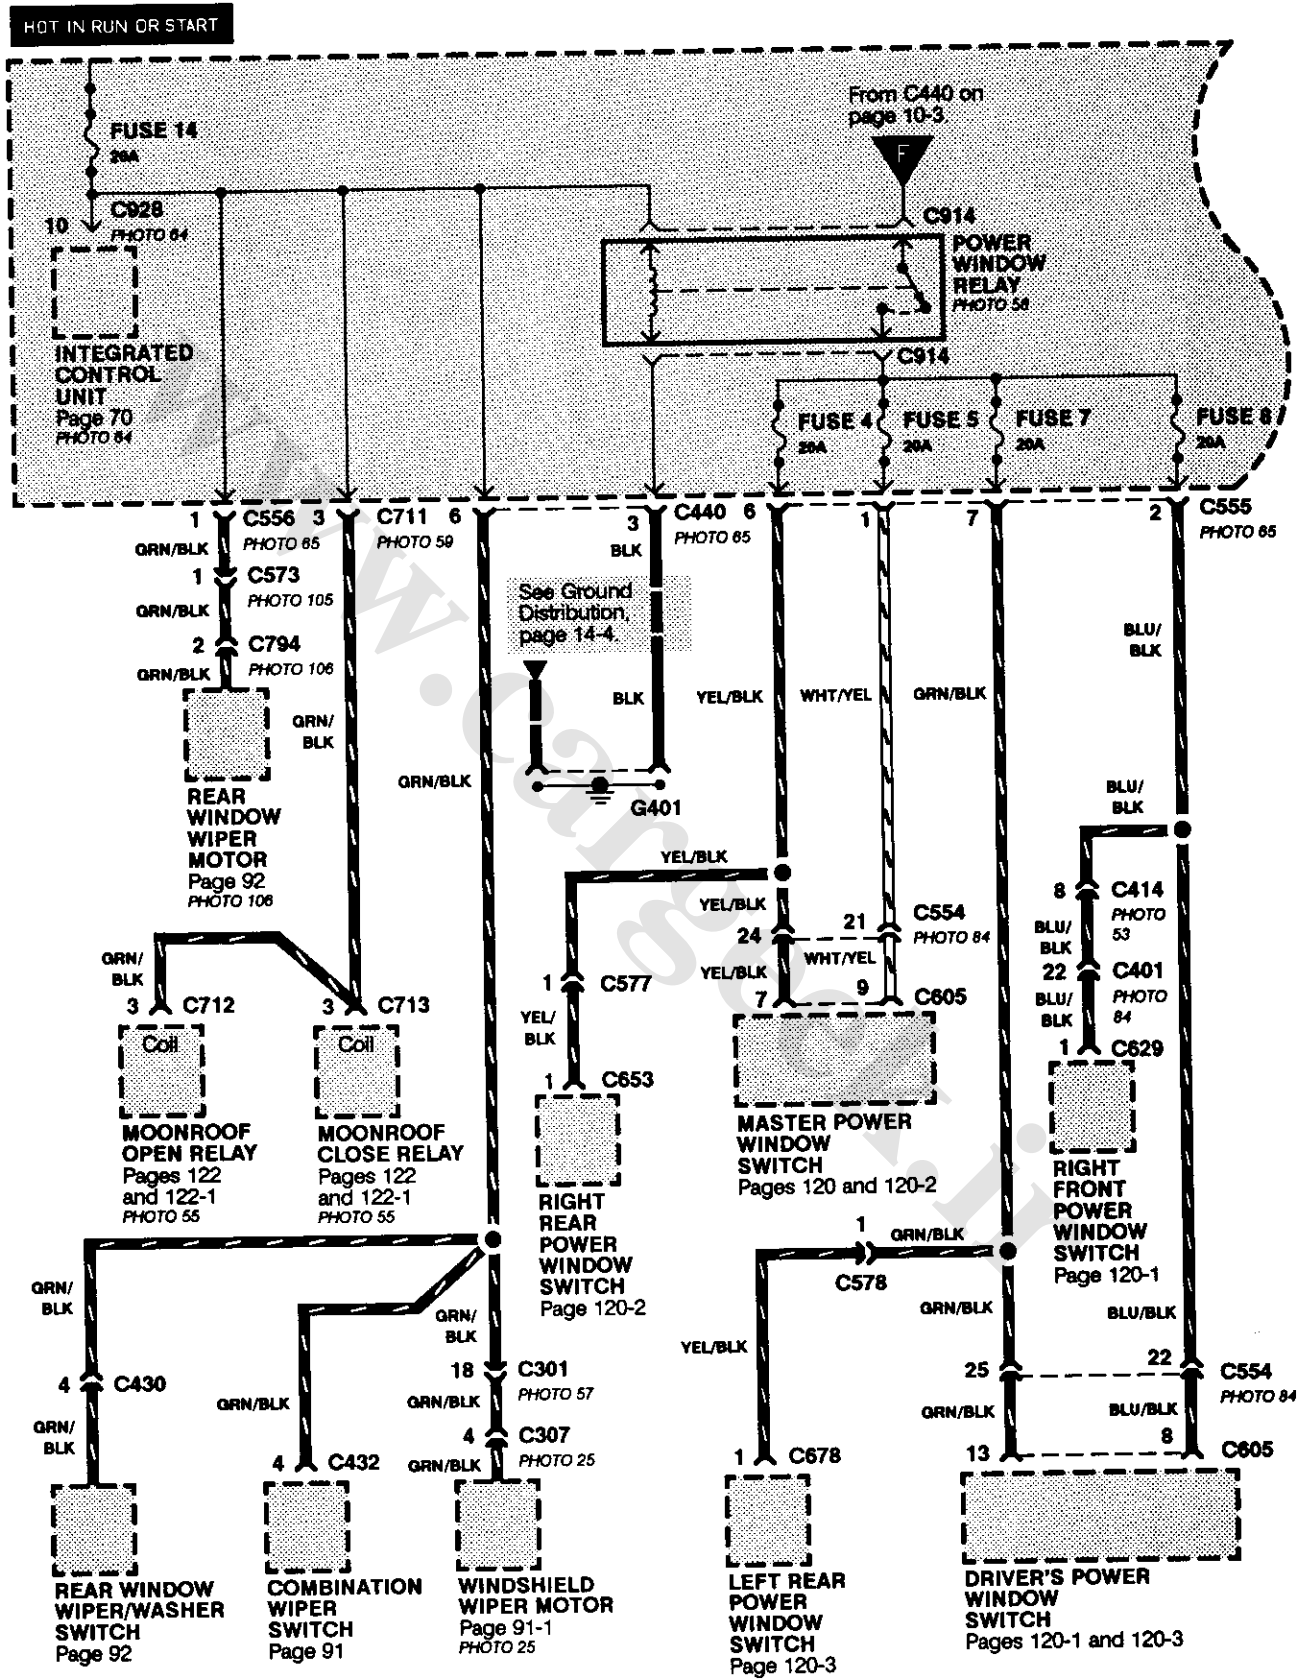 HOT IN RUN OR START
From C440 on
page 10-3.
F
FUSE 14
20A
C928
PHOTO 64
10
C914
POWER
WINDOW
RELAY
PHOTO 58
INTEGRATED
CONTROL
UNIT
Page 70
PHOTO 64
C914
FUSE 4
20A
FUSE 5
20A
FUSE 7
20A
FUSE 8
20A
1
C556
PHOTO 65
3
C711
PHOTO 59
6
3
C440
PHOTO 65
6
1
7
2
C555
PHOTO 65
GRN/BLK
BLK
1
C573
PHOTO 105
GRN/BLK
See Ground
Distribution,
page 14-4.
2
C794
PHOTO 106
GRN/BLK
BLU/
BLK
GRN/
BLK
BLK
YEL/BLK
WHT/YEL
GRN/BLK
GRN/BLK
G401
BLU/
BLK
REAR
WINDOW
WIPER
MOTOR
Page 92
PHOTO 106
YEL/BLK
YEL/BLK
8
C414
PHOTO
53
24
21
C554
PHOTO 84
BLU/
BLK
GRN/
BLK
YEL/BLK
WHT/YEL
22
C401
PHOTO
84
BLU/
BLK
1
C577
7
9
C605
3
C712
3
C713
YEL/
BLK
1
C629
Coil
Coil
1
C653
MOONROOF
OPEN RELAY
Pages 122
and 122-1
PHOTO 55
MOONROOF
CLOSE RELAY
Pages 122
and 122-1
PHOTO 55
MASTER POWER
WINDOW
SWITCH
Pages 120 and 120-2
RIGHT
FRONT
POWER
WINDOW
SWITCH
Page 120-1
RIGHT
REAR
POWER
WINDOW
SWITCH
Page 120-2
1
GRN/BLK
C578
GRN/
BLK
GRN/
BLK
GRN/BLK
BLU/BLK
YEL/BLK
4
C430
18
C301
PHOTO 57
25
22
C554
PHOTO 84
GRN/BLK
GRN/BLK
GRN/BLK
BLU/BLK
GRN/
BLK
4
C432
4
C307
PHOTO 25
GRN/BLK
1
C678
13
8
C605
REAR WINDOW
WIPER/WASHER
SWITCH
Page 92
COMBINATION
WIPER
SWITCH
Page 91
WINDSHIELD
WIPER MOTOR
Page 91-1
PHOTO 25
LEFT REAR
POWER
WINDOW
SWITCH
Page 120-3
DRIVER'S POWER
WINDOW
SWITCH
Pages 120-1 and 120-3
www.cargeek.ir